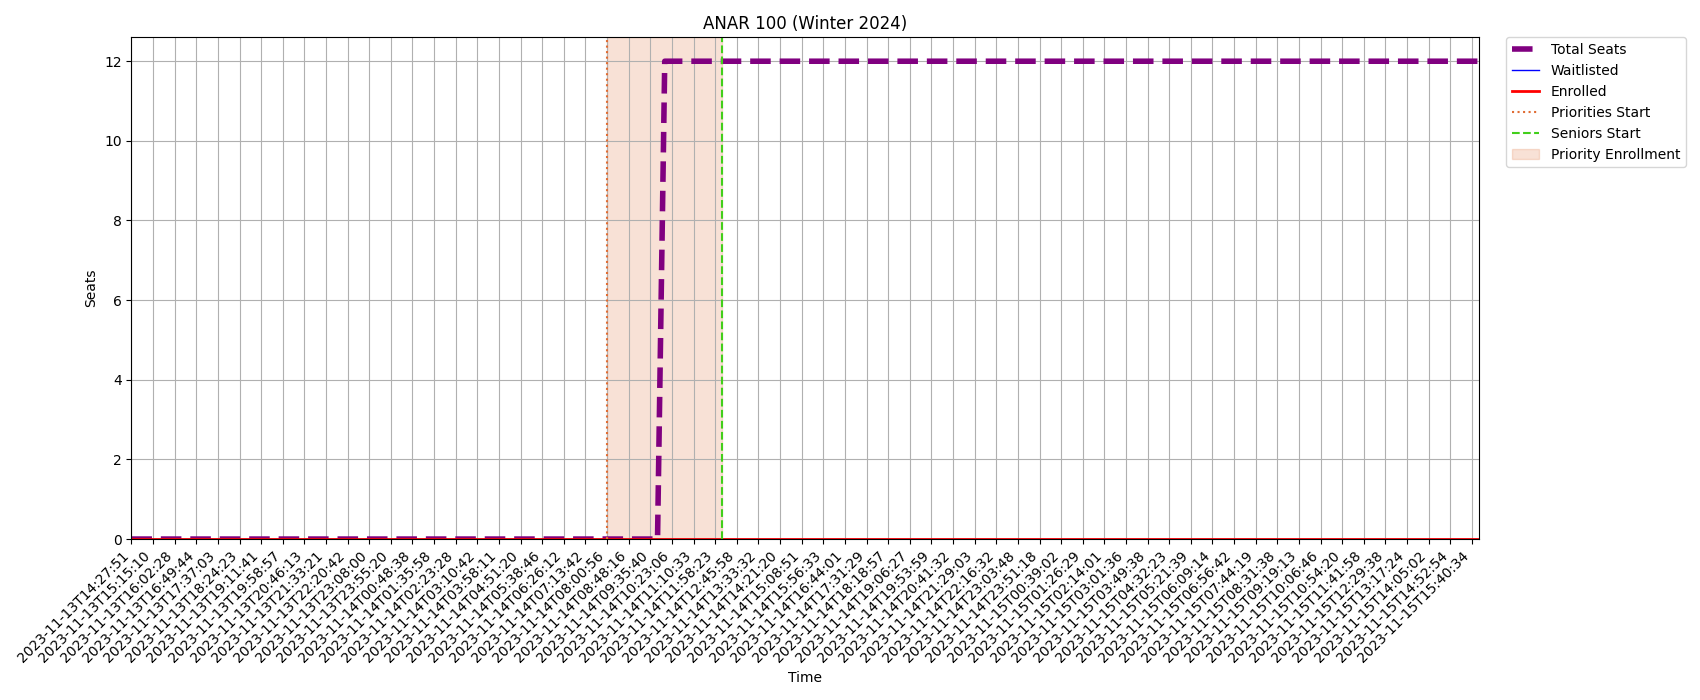 ANAR 100 (Winter 2024)
Total Seats
Waitlisted
Enrolled
Priorities Start
Seniors Start
Priority Enrollment
Seats
12
10
8
6
4
2
0
2023-11-13T14:27:51
2023-11-13T15:15:10
2023-11-13T16:02:28
2023-11-13T16:49:44
2023-11-13T17:37:03
2023-11-13T18:24:23
2023-11-13T19:11:41
2023-11-13T19:58:57
2023-11-13T20:46:13
2023-11-13T21:33:21
2023-11-13T22:20:42
2023-11-13T23:08:00
2023-11-13T23:55:20
2023-11-14T00:48:38
2023-11-14T01:35:58
2023-11-14T02:23:28
2023-11-14T03:10:42
2023-11-14T03:58:11
2023-11-14T04:51:20
2023-11-14T05:38:46
2023-11-14T06:26:12
2023-11-14T07:13:42
2023-11-14T08:00:56
2023-11-14T08:48:16
2023-11-14T09:35:40
2023-11-14T10:23:06
2023-11-14T11:10:33
2023-11-14T11:58:23
2023-11-14T12:45:58
2023-11-14T13:33:32
2023-11-14T14:21:20
2023-11-14T15:08:51
2023-11-14T15:56:33
2023-11-14T16:44:01
2023-11-14T17:31:29
2023-11-14T18:18:57
2023-11-14T19:06:27
2023-11-14T19:53:59
2023-11-14T20:41:32
2023-11-14T21:29:03
2023-11-14T22:16:32
2023-11-14T23:03:48
2023-11-14T23:51:18
2023-11-15T00:39:02
2023-11-15T01:26:29
2023-11-15T02:14:01
2023-11-15T03:01:36
2023-11-15T03:49:38
2023-11-15T04:32:23
2023-11-15T05:21:39
2023-11-15T06:09:14
2023-11-15T06:56:42
2023-11-15T07:44:19
2023-11-15T08:31:38
2023-11-15T09:19:13
2023-11-15T10:06:46
2023-11-15T10:54:20
2023-11-15T11:41:58
2023-11-15T12:29:38
2023-11-15T13:17:24
2023-11-15T14:05:02
2023-11-15T14:52:54
2023-11-15T15:40:34
Time